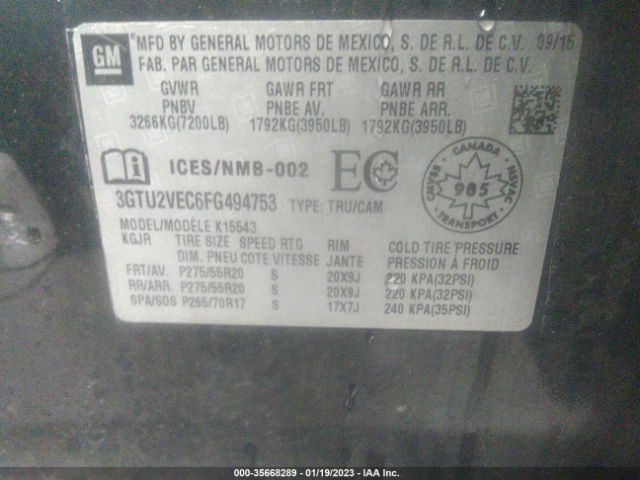 GM
MFD BY GENERAL MOTORS DE MEXICO, S. DE R.L. DE C.V. 09/15
FAB. PAR GENERAL MOTORS DE MEXICO, S. DE R.L. DE C.V.
GVWR GAWR FRT GAWR RR
PNBV PNBE AV. PNBE ARR.
3266KG(7200LB) 1792KG(3950LB) 1792KG(3950LB)
ICES/NMB-002 EC
CANADA
CMVSS 985 NSVAC
TRANSPORT
3GTU2VEC6FG494753 TYPE: TRU/CAM
MODEL/MODÈLE K15543
KGJR TIRE SIZE SPEED RTG RIM COLD TIRE PRESSURE
DIM. PNEU COTE VITESSE JANTE PRESSION À FROID
FRT/AV. P275/55R20 S 20X9J 220 KPA(32PSI)
RR/ARR. P275/55R20 S 20X9J 220 KPA(32PSI)
SPA/SOS P265/70R17 S 17X7J 240 KPA(35PSI)
000-35668289 - 01/19/2023 - IAA Inc.